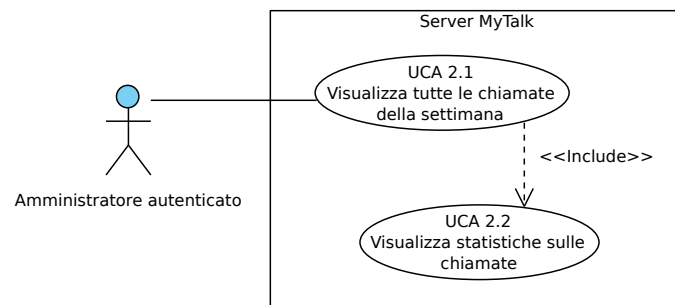 Server MyTalk
UCA 2.1
Visualizza tutte le chiamate
della settimana
<<Include>>
Amministratore autenticato
UCA 2.2
Visualizza statistiche sulle
chiamate